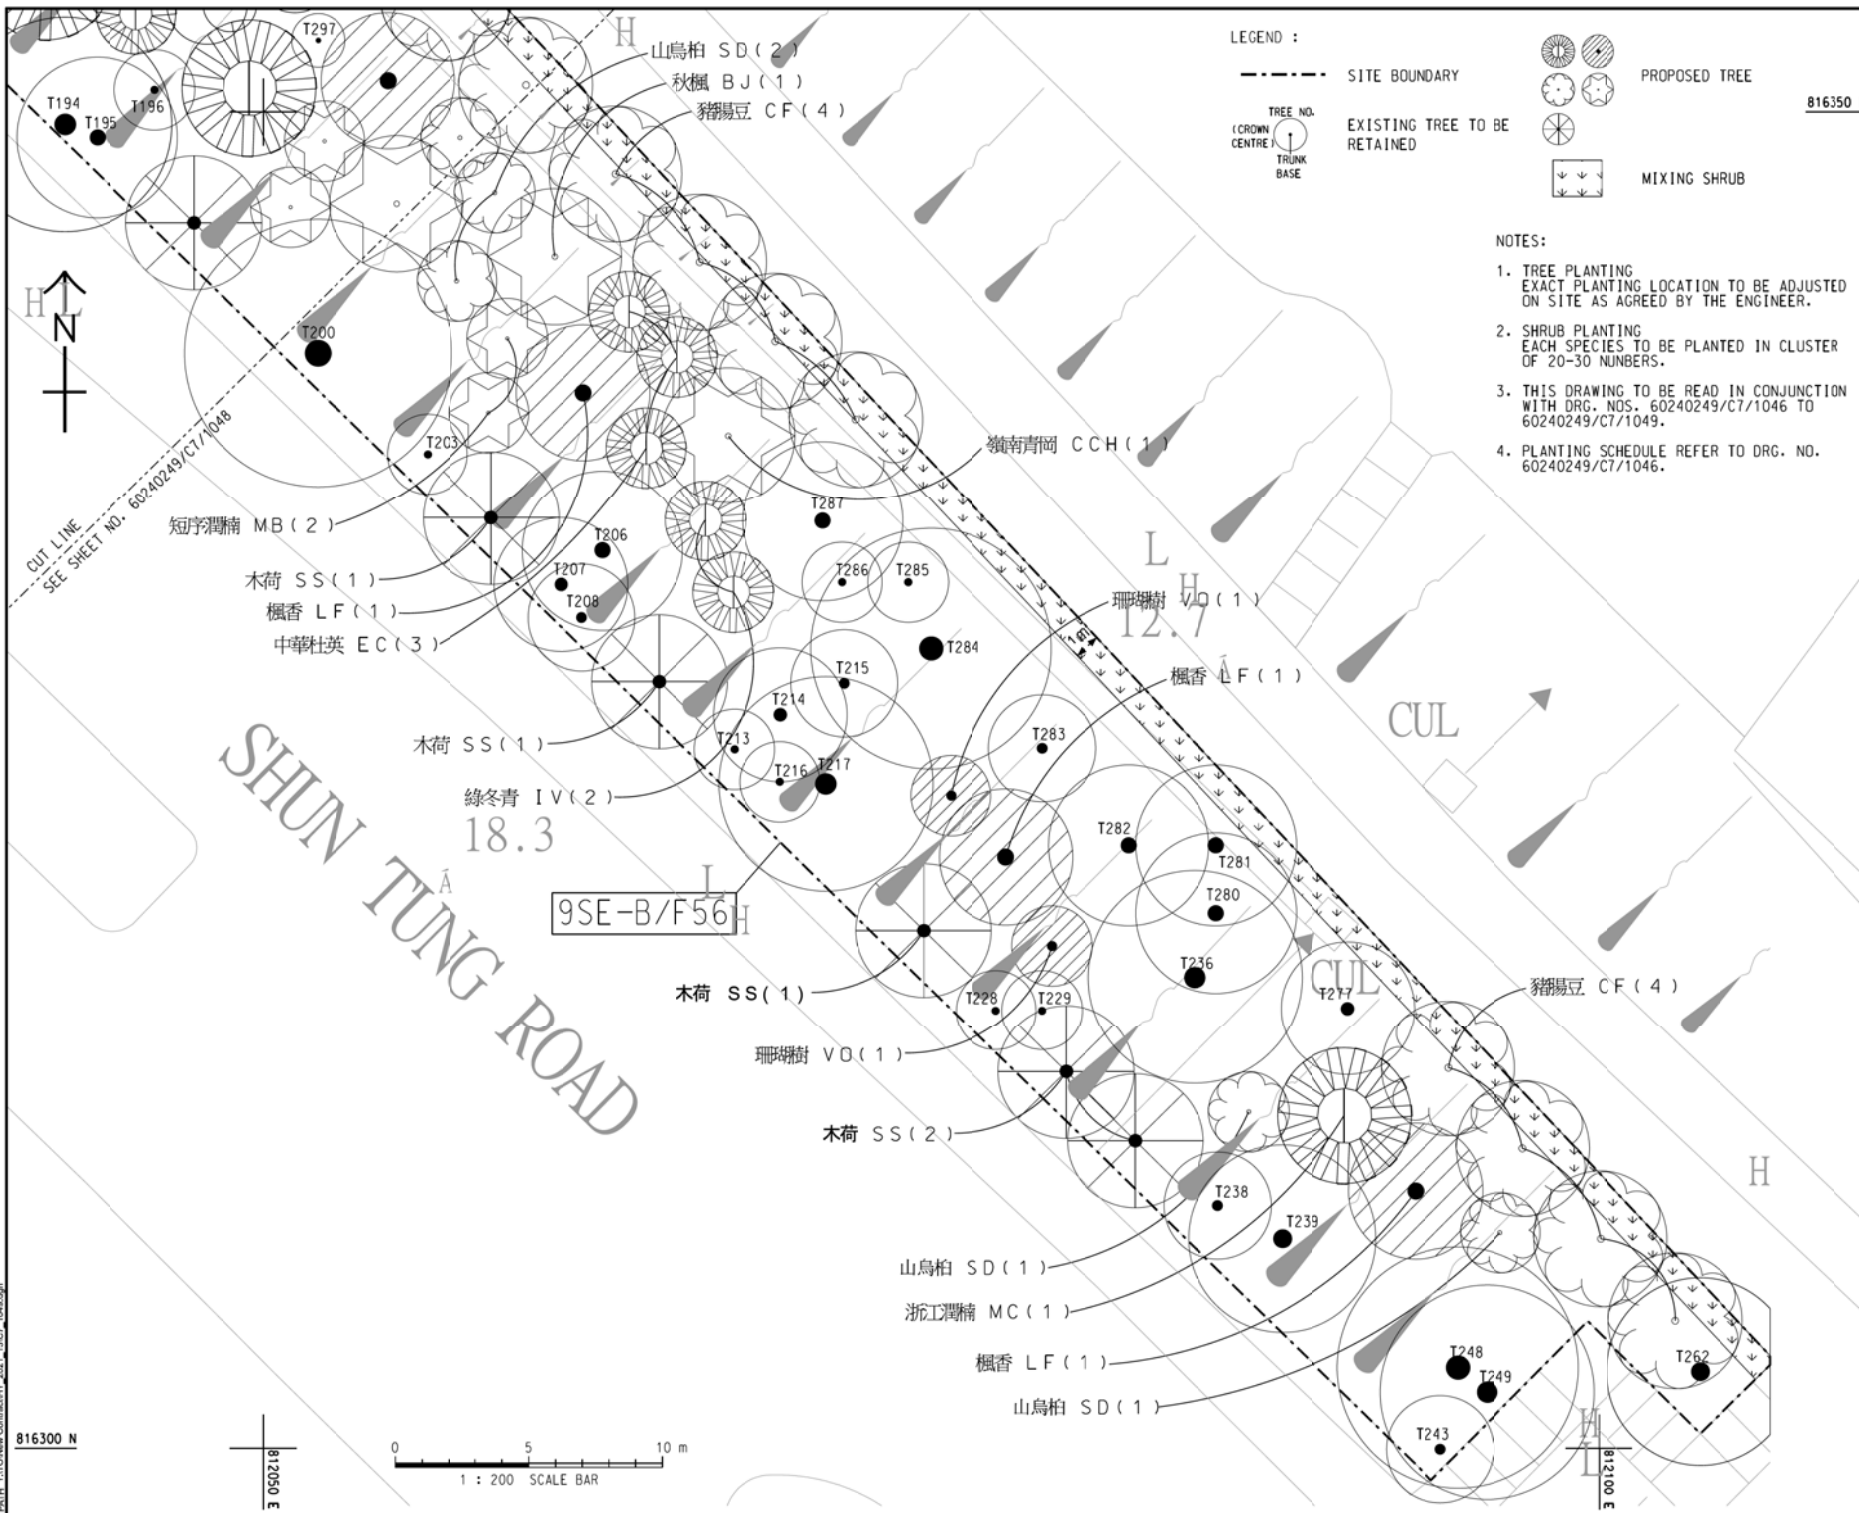 LEGEND :
SITE BOUNDARY
TREE NO.
(CROWN
CENTRE)
TRUNK
BASE
EXISTING TREE TO BE
RETAINED
PROPOSED TREE
MIXING SHRUB
816350
NOTES:
1. TREE PLANTING
EXACT PLANTING LOCATION TO BE ADJUSTED
ON SITE AS AGREED BY THE ENGINEER.
2. SHRUB PLANTING
EACH SPECIES TO BE PLANTED IN CLUSTER
OF 20-30 NUNBERS.
3. THIS DRAWING TO BE READ IN CONJUNCTION
WITH DRG. NOS. 60240249/C7/1046 TO
60240249/C7/1049.
4. PLANTING SCHEDULE REFER TO DRG. NO.
60240249/C7/1046.
T297
H
山烏桕 SD(2)
秋楓 BJ(1)
豬腸豆 CF(4)
T194
T195
T196
H
L
N
T200
T203
CUT LINE
SEE SHEET NO. 60240249/C7/1048
嶺南青岡 CCH(1)
短序潤楠 MB(2)
木荷 SS(1)
楓香 LF(1)
中華杜英 EC(3)
T206
T207
T208
T287
T286
T285
T284
L
H
12.7
珊瑚樹 VO(1)
楓香 LF(1)
T215
T214
T213
T216
T217
T283
木荷 SS(1)
綠冬青 IV(2)
18.3
SHUN TUNG ROAD
9SE-B/F56
L
H
CUL
T282
T281
T280
T236
CUL
T277
T228
T229
木荷 SS(1)
珊瑚樹 VO(1)
木荷 SS(2)
豬腸豆 CF(4)
H
T238
T239
山烏桕 SD(1)
浙江潤楠 MC(1)
楓香 LF(1)
山烏桕 SD(1)
T248
T249
T243
T262
H
L
816300 N
812050 E
0 5 10 m
1 : 200 SCALE BAR
812100 E